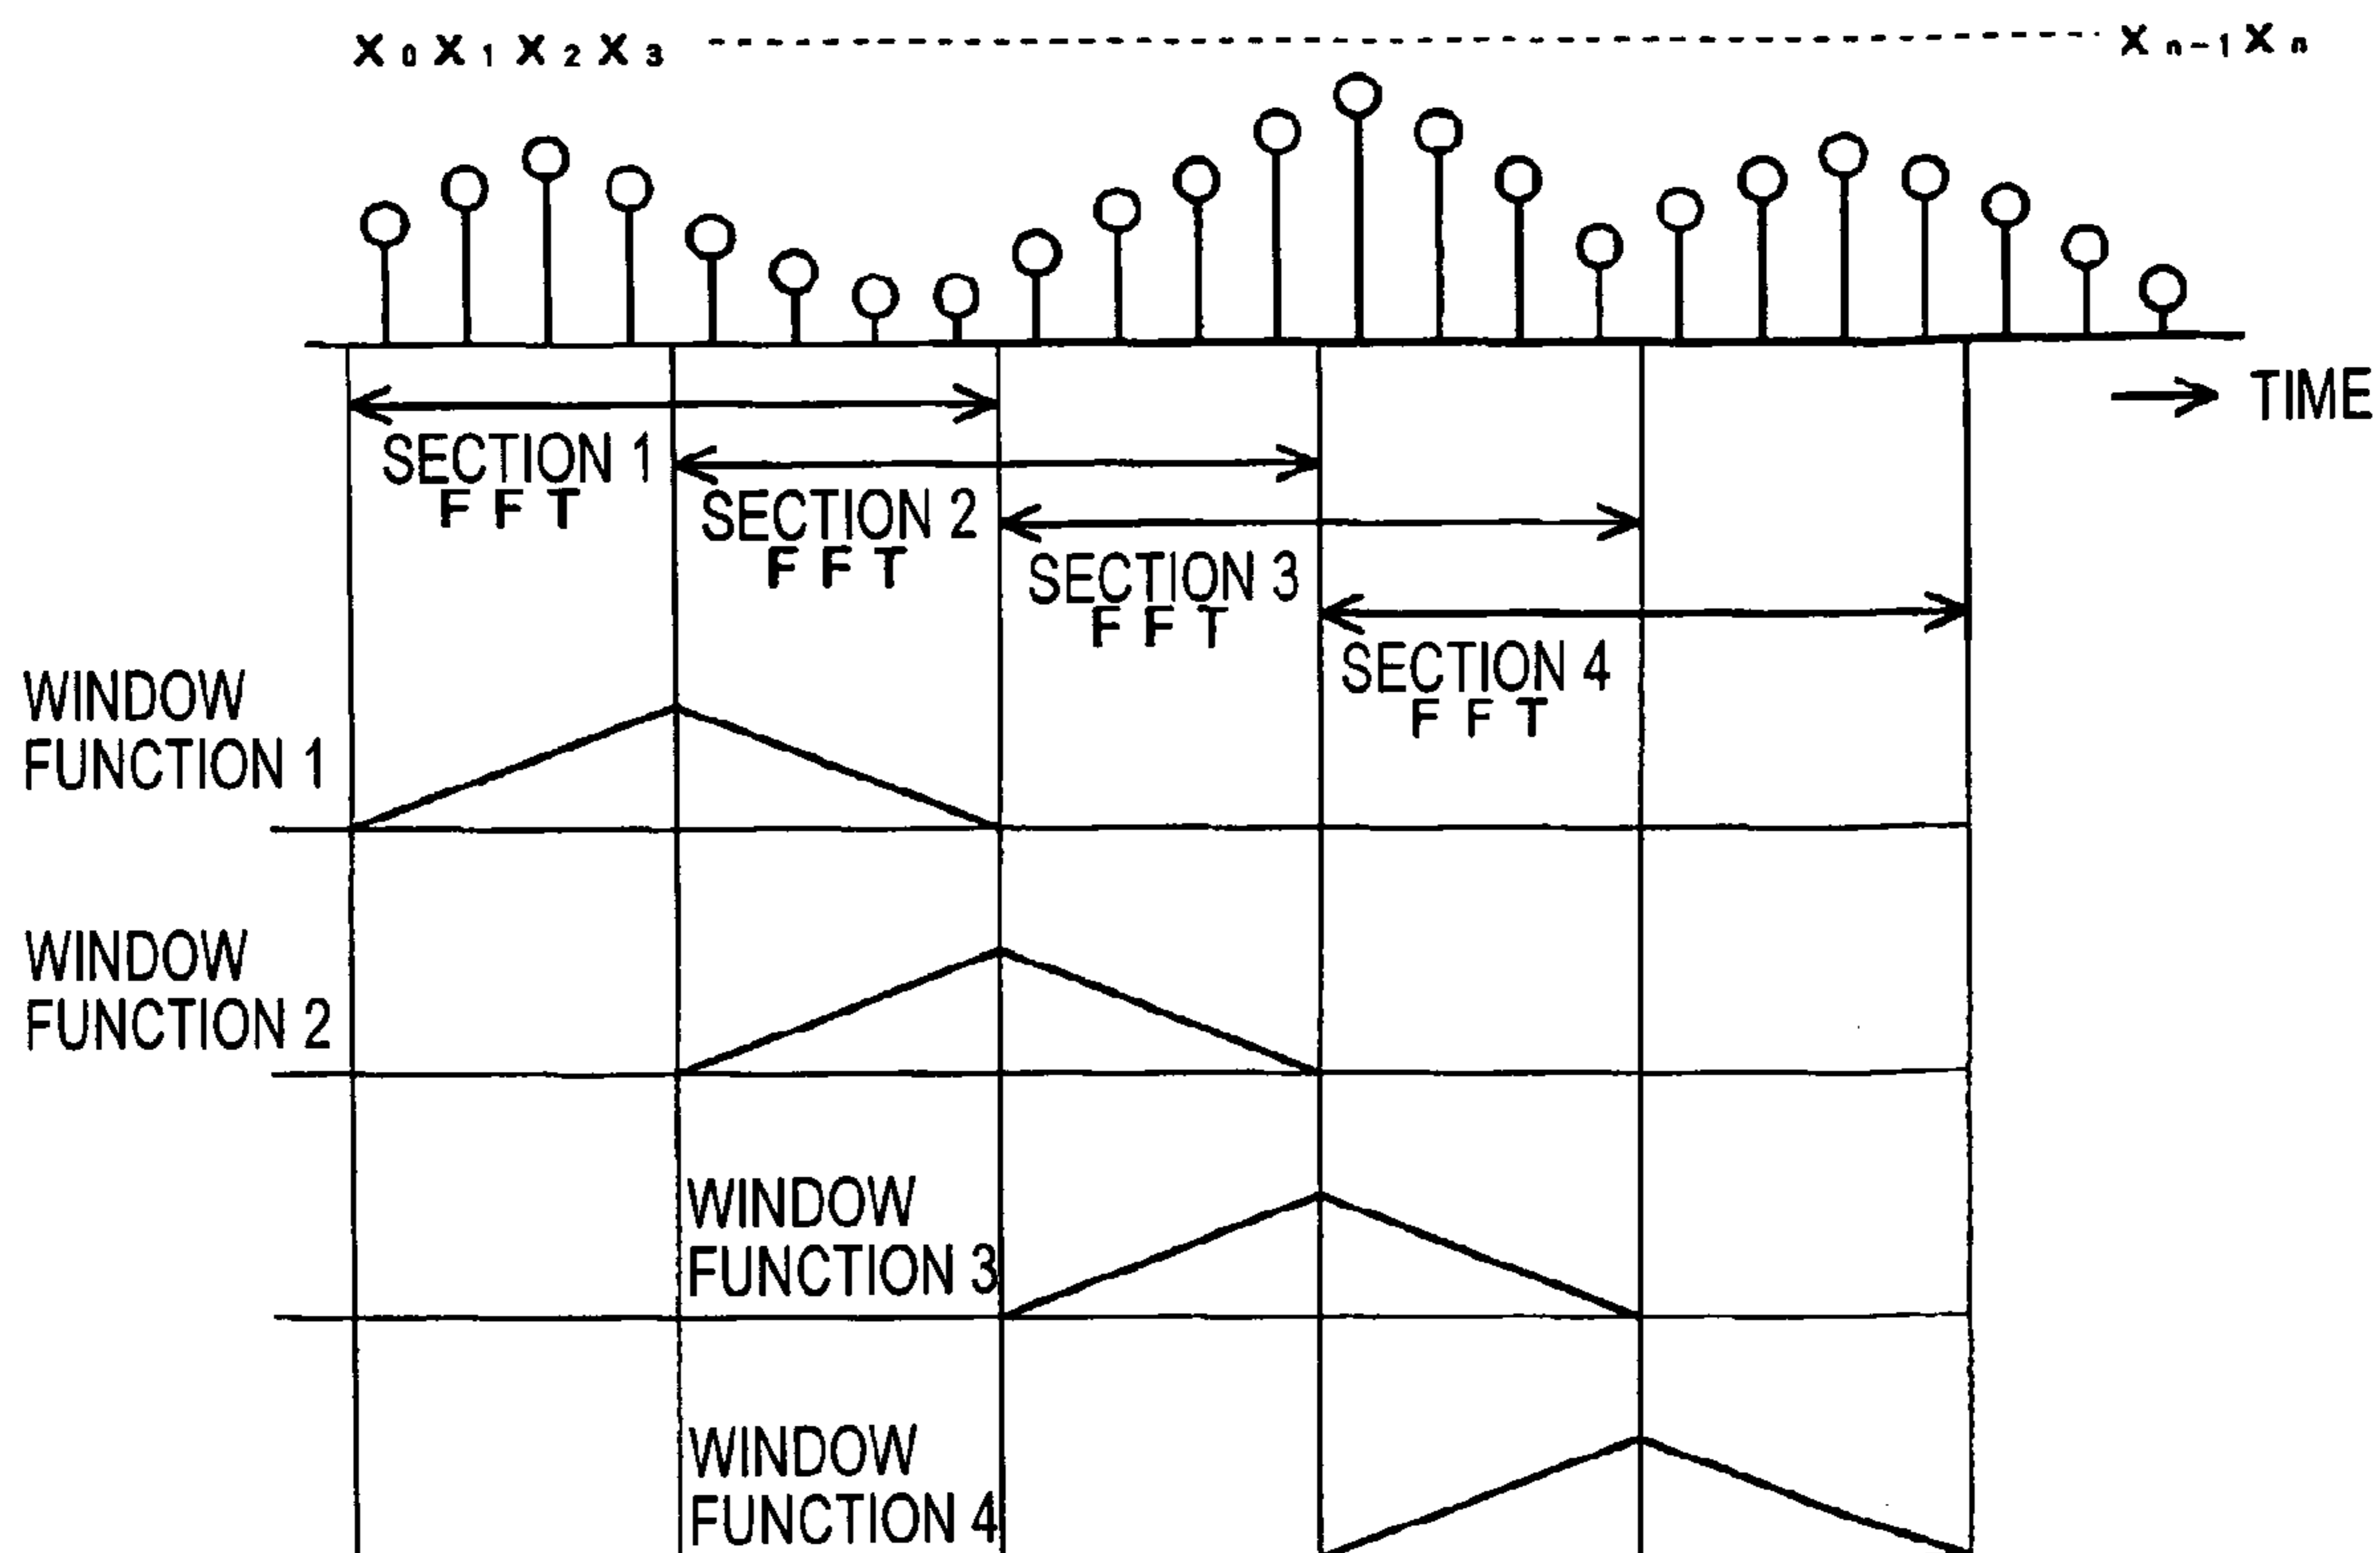 X₀ X₁ X₂ X₃ Xₙ₋₁ Xₙ
TIME
SECTION 1
FFT
SECTION 2
FFT
SECTION 3
FFT
SECTION 4
FFT
WINDOW
FUNCTION 1
WINDOW
FUNCTION 2
WINDOW
FUNCTION 3
WINDOW
FUNCTION 4